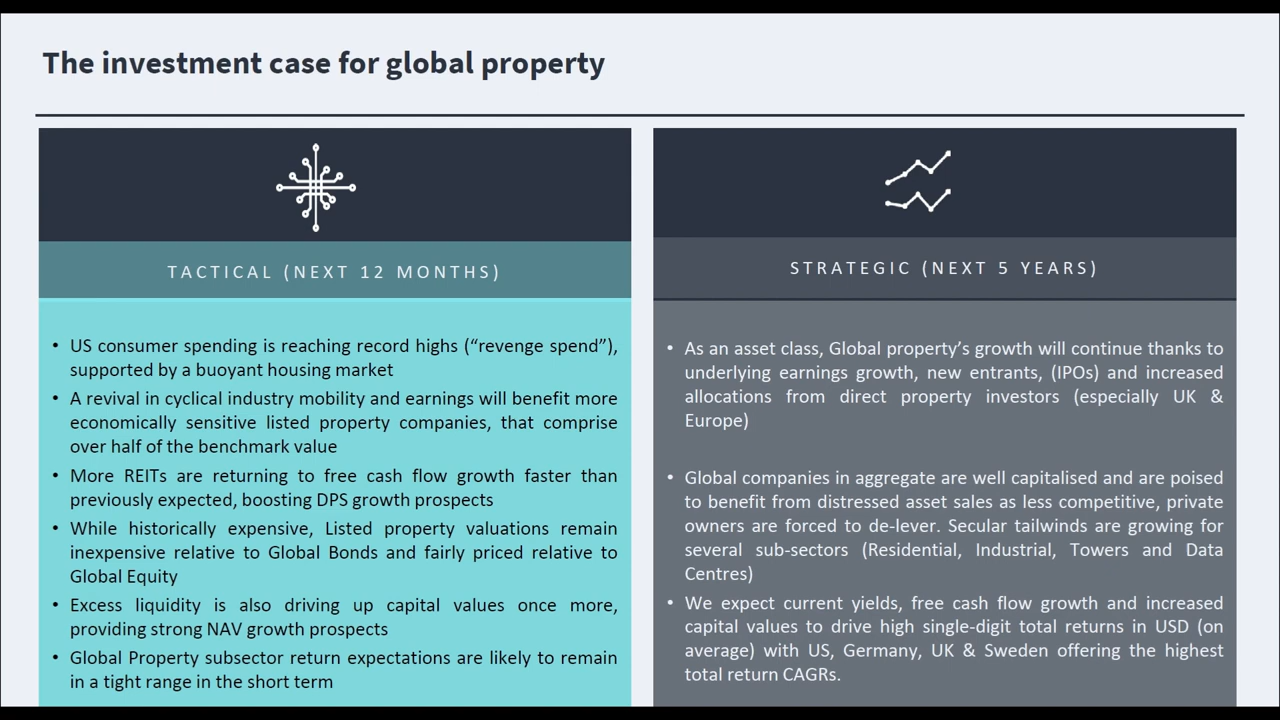 The investment case for global property
TACTICAL (NEXT 12 MONTHS)
• US consumer spending is reaching record highs (“revenge spend”),
supported by a buoyant housing market
• A revival in cyclical industry mobility and earnings will benefit more
economically sensitive listed property companies, that comprise
over half of the benchmark value
• More REITs are returning to free cash flow growth faster than
previously expected, boosting DPS growth prospects
• While historically expensive, Listed property valuations remain
inexpensive relative to Global Bonds and fairly priced relative to
Global Equity
• Excess liquidity is also driving up capital values once more,
providing strong NAV growth prospects
• Global Property subsector return expectations are likely to remain
in a tight range in the short term
STRATEGIC (NEXT 5 YEARS)
• As an asset class, Global property’s growth will continue thanks to
underlying earnings growth, new entrants, (IPOs) and increased
allocations from direct property investors (especially UK &
Europe)
• Global companies in aggregate are well capitalised and are poised
to benefit from distressed asset sales as less competitive, private
owners are forced to de-lever. Secular tailwinds are growing for
several sub-sectors (Residential, Industrial, Towers and Data
Centres)
• We expect current yields, free cash flow growth and increased
capital values to drive high single-digit total returns in USD (on
average) with US, Germany, UK & Sweden offering the highest
total return CAGRs.